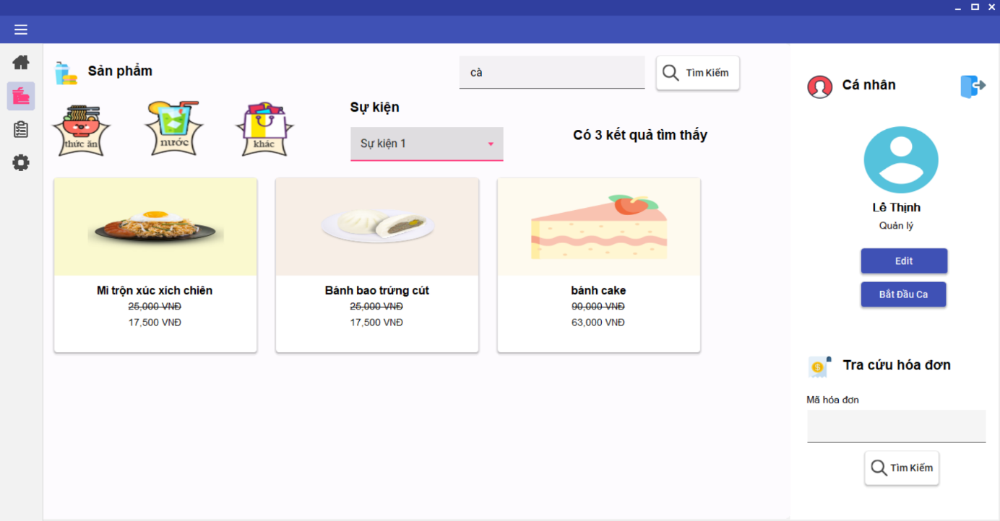 Sản phẩm
cà
Tìm Kiếm
thức ăn
nước
khác
Sự kiện
Sự kiện 1
Có 3 kết quả tìm thấy
Mì trộn xúc xích chiên
25,000 VNĐ
17,500 VNĐ
Bánh bao trứng cút
25,000 VNĐ
17,500 VNĐ
bánh cake
90,000 VNĐ
63,000 VNĐ
Cá nhân
Lê Thịnh
Quản lý
Edit
Bắt Đầu Ca
Tra cứu hóa đơn
Mã hóa đơn
Tìm Kiếm